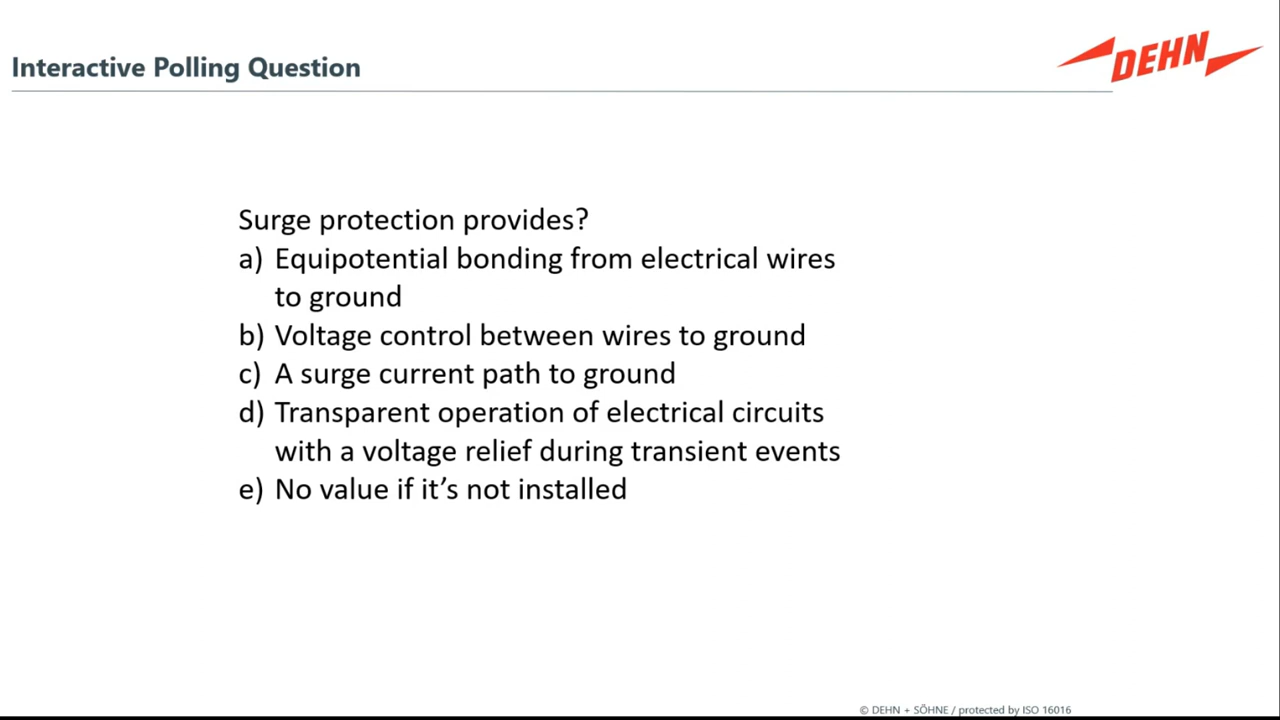 Interactive Polling Question
DEHN
Surge protection provides?
a) Equipotential bonding from electrical wires
to ground
b) Voltage control between wires to ground
c) A surge current path to ground
d) Transparent operation of electrical circuits
with a voltage relief during transient events
e) No value if it’s not installed
© DEHN + SÖHNE / protected by ISO 16016